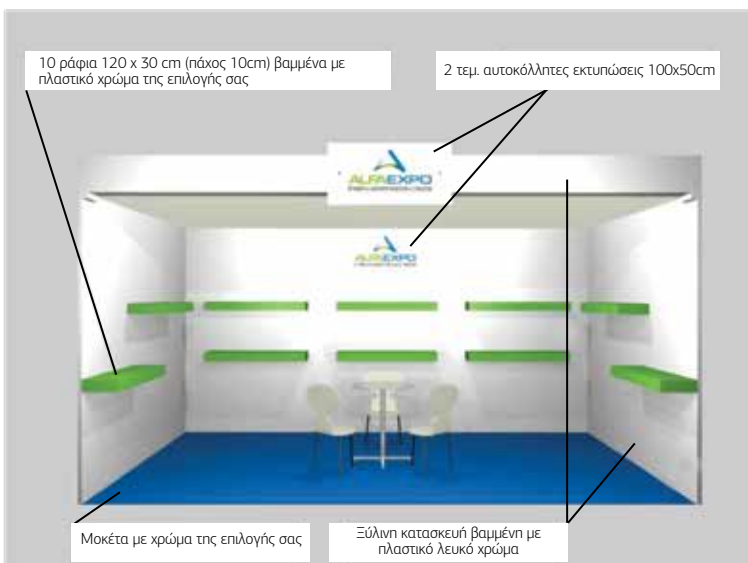 10 ράφια 120 x 30 cm (πάχος 10cm) βαμμένα με
πλαστικό χρώμα της επιλογής σας
2 τεμ. αυτοκόλλητες εκτυπώσεις 100x50cm
ALFAEXPO
ALFAEXPO
Μοκέτα με χρώμα της επιλογής σας
Ξύλινη κατασκευή βαμμένη με
πλαστικό λευκό χρώμα